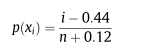 p(xᵢ) = (i − 0.44) / (n + 0.12)